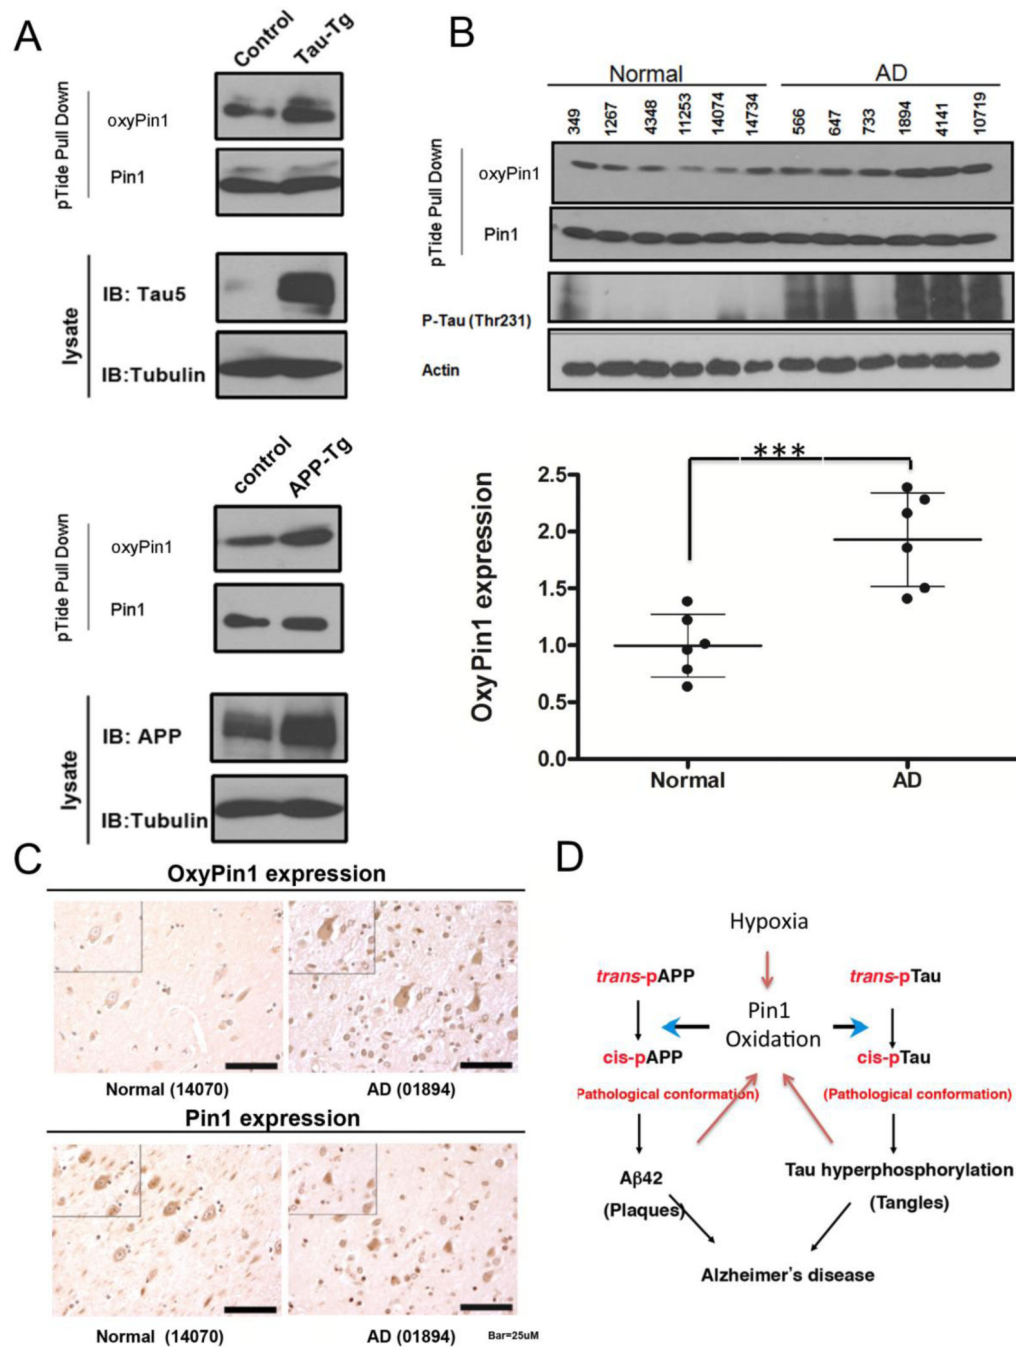 A
Control
Tau-Tg
pTide Pull Down
oxyPin1
Pin1
lysate
IB: Tau5
IB:Tubulin
control
APP-Tg
pTide Pull Down
oxyPin1
Pin1
lysate
IB: APP
IB:Tubulin
B
Normal
AD
349 1267 4348 11253 14074 14734 566 647 733 1894 4141 10719
pTide Pull Down
oxyPin1
Pin1
P-Tau (Thr231)
Actin
***
OxyPin1 expression
2.5
2.0
1.5
1.0
0.5
0.0
Normal
AD
C
OxyPin1 expression
Normal (14070)
AD (01894)
Pin1 expression
Normal (14070)
AD (01894)
Bar=25uM
D
Hypoxia
trans-pAPP
trans-pTau
Pin1
Oxidation
cis-pAPP
cis-pTau
Pathological conformation)
(Pathological conformation)
Aβ42
(Plaques)
Tau hyperphosphorylation
(Tangles)
Alzheimer's disease